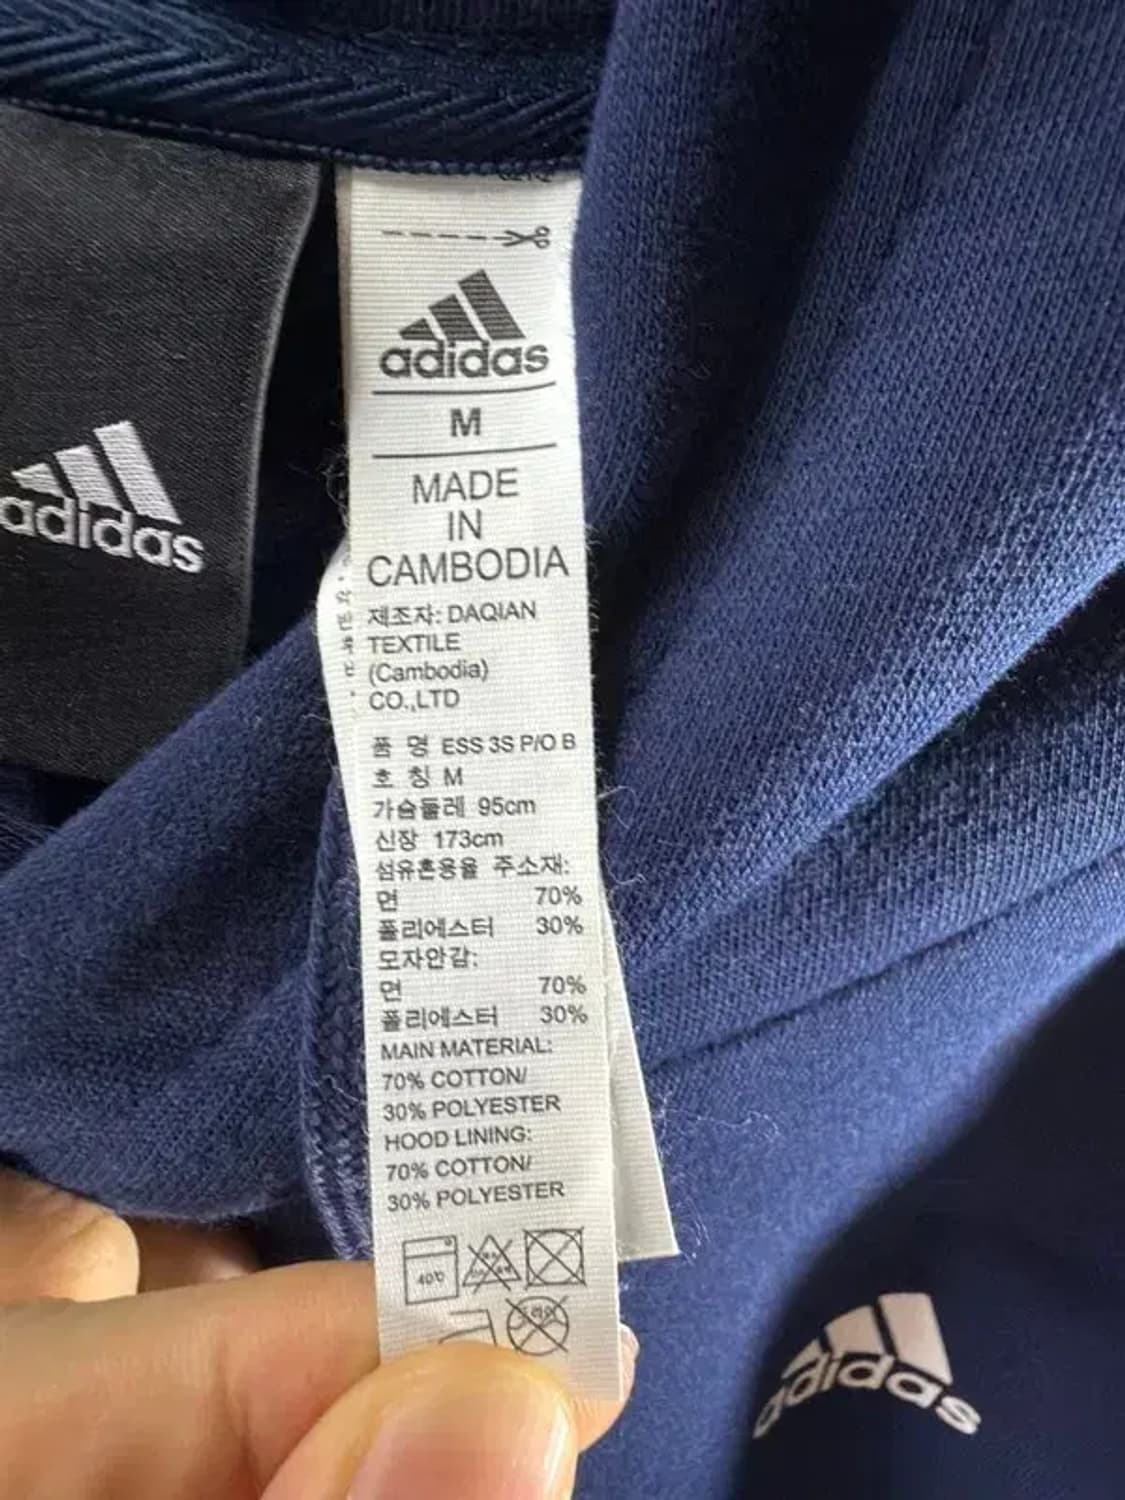 adidas
adidas
M
MADE
IN
CAMBODIA
제조자: DAQIAN
TEXTILE
(Cambodia)
CO.,LTD
품 명 ESS 3S P/O B
호 칭 M
가슴둘레 95cm
신장 173cm
섬유혼용율 주소재:
면 70%
폴리에스터 30%
모자안감:
면 70%
폴리에스터 30%
MAIN MATERIAL:
70% COTTON/
30% POLYESTER
HOOD LINING:
70% COTTON/
30% POLYESTER
40℃
드라이
adidas